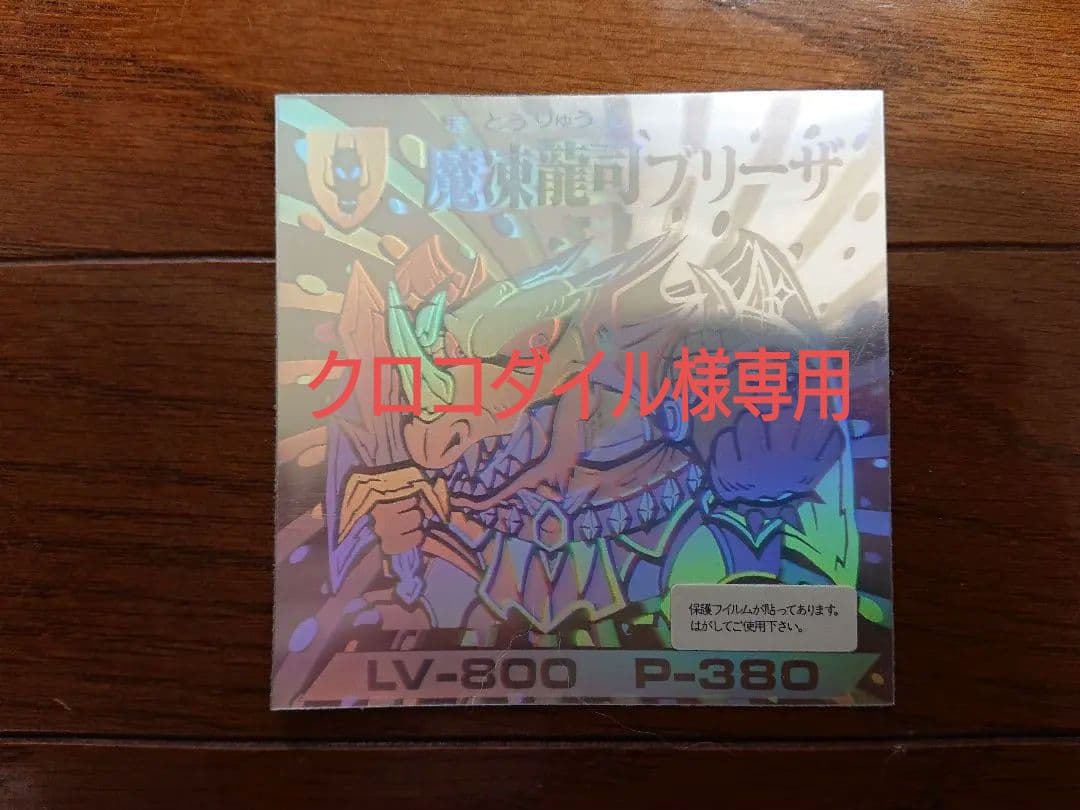 とうりゅう
魔凍龍司ブリーザ
クロコダイル様専用
保護フイルムが貼ってあります。
はがしてご使用下さい。
LV-800 P-380